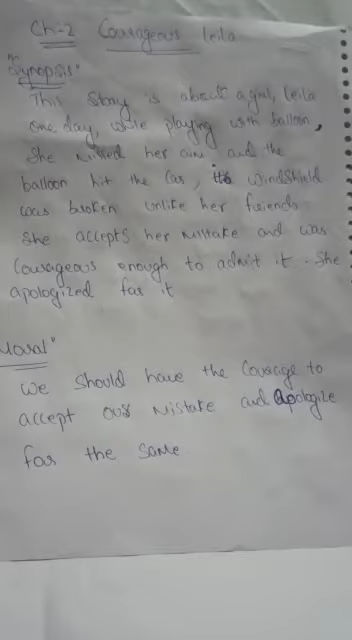 Ch-2 Courageous leila
"Synopsis"
This Story is about a girl, leila
one day, while playing with balloon,
She missed her aim and the
balloon hit the Car, its windshield
was broken unlike her friends
She accepts her mistake and was
Courageous enough to admit it. She
apologized for it
Moral"
We Should have the Courage to
accept our mistake and Apologize
for the same